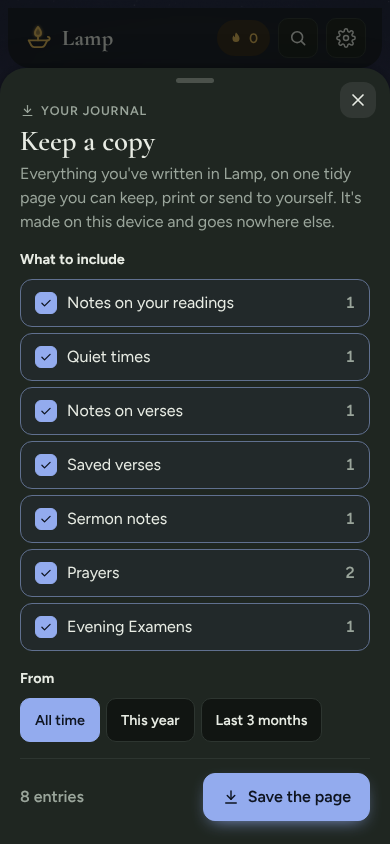 Lamp
0
YOUR JOURNAL
Keep a copy
Everything you've written in Lamp, on one tidy
page you can keep, print or send to yourself. It's
made on this device and goes nowhere else.
What to include
Notes on your readings 1
Quiet times 1
Notes on verses 1
Saved verses 1
Sermon notes 1
Prayers 2
Evening Examens 1
From
All time This year Last 3 months
8 entries Save the page